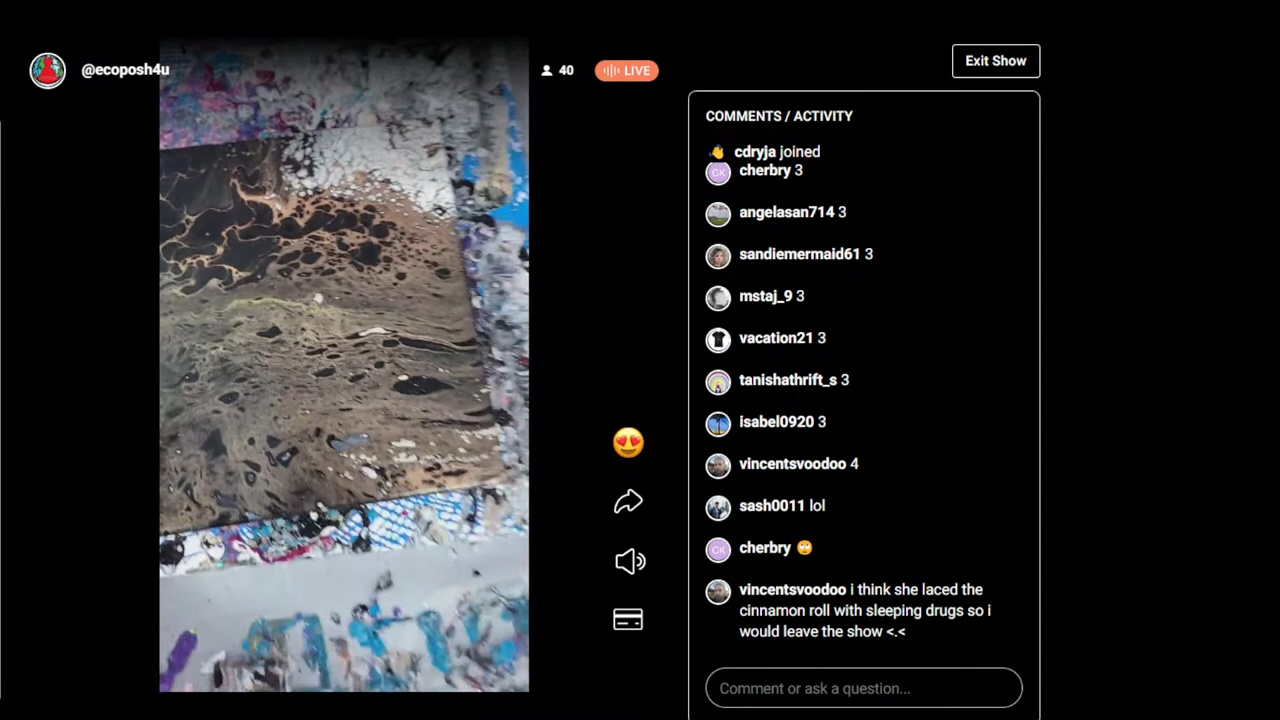 @ecoposh4u
40
LIVE
Exit Show
COMMENTS / ACTIVITY
cdryja joined
CK
cherbry 3
angelasan714 3
sandiemermaid61 3
mstaj_9 3
vacation21 3
tanishathrift_s 3
isabel0920 3
vincentsvoodoo 4
sash0011 lol
CK
cherbry 🙄
vincentsvoodoo i think she laced the
cinnamon roll with sleeping drugs so i
would leave the show <.<
Comment or ask a question...